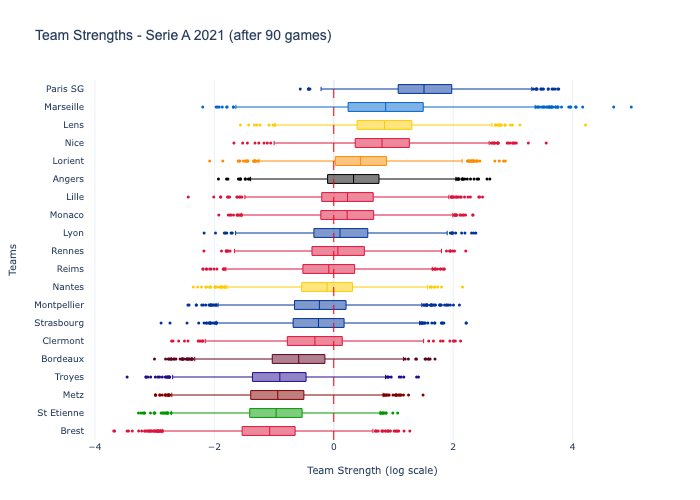 Team Strengths - Serie A 2021 (after 90 games)
Paris SG
Marseille
Lens
Nice
Lorient
Angers
Lille
Monaco
Lyon
Rennes
Reims
Nantes
Montpellier
Strasbourg
Clermont
Bordeaux
Troyes
Metz
St Etienne
Brest
Teams
−4 −2 0 2 4
Team Strength (log scale)